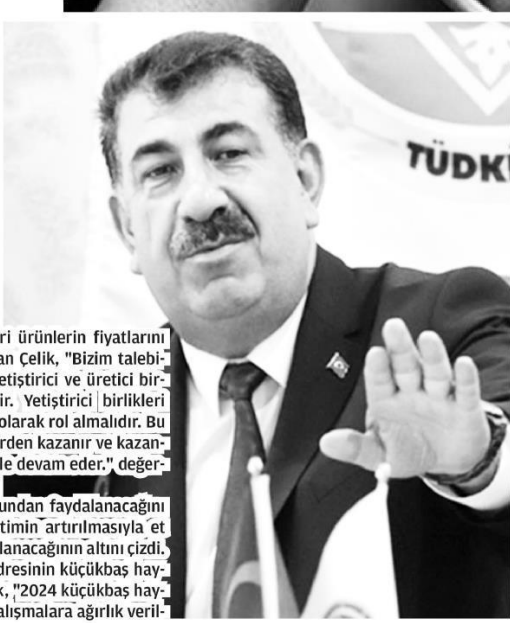 TÜDK
ri ürünlerin fiyatlarını
an Çelik, "Bizim talebi-
etiştirici ve üretici bir-
ir. Yetiştirici birlikleri
olarak rol almalıdır. Bu
rden kazanır ve kazan-
le devam eder." değer-
undan faydalanacağını
timin artırılmasıyla et
lanacağının altını çizdi.
dresinin küçükbaş hay-
k, "2024 küçükbaş hay-
alışmalara ağırlık veril-